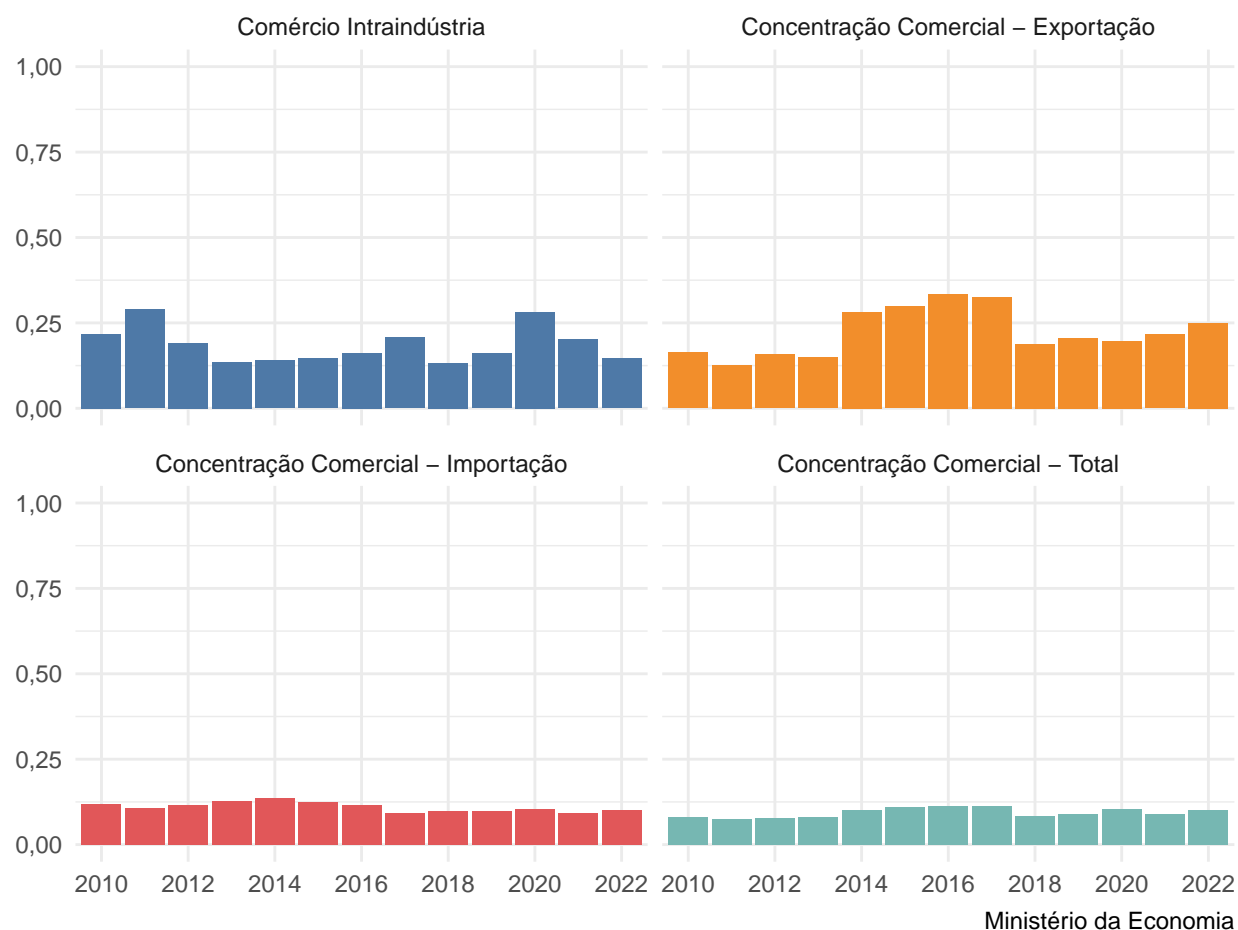 Comércio Intraindústria
Concentração Comercial – Exportação
1,00
0,75
0,50
0,25
0,00
Concentração Comercial – Importação
Concentração Comercial – Total
1,00
0,75
0,50
0,25
0,00
2010 2012 2014 2016 2018 2020 2022
2010 2012 2014 2016 2018 2020 2022
Ministério da Economia